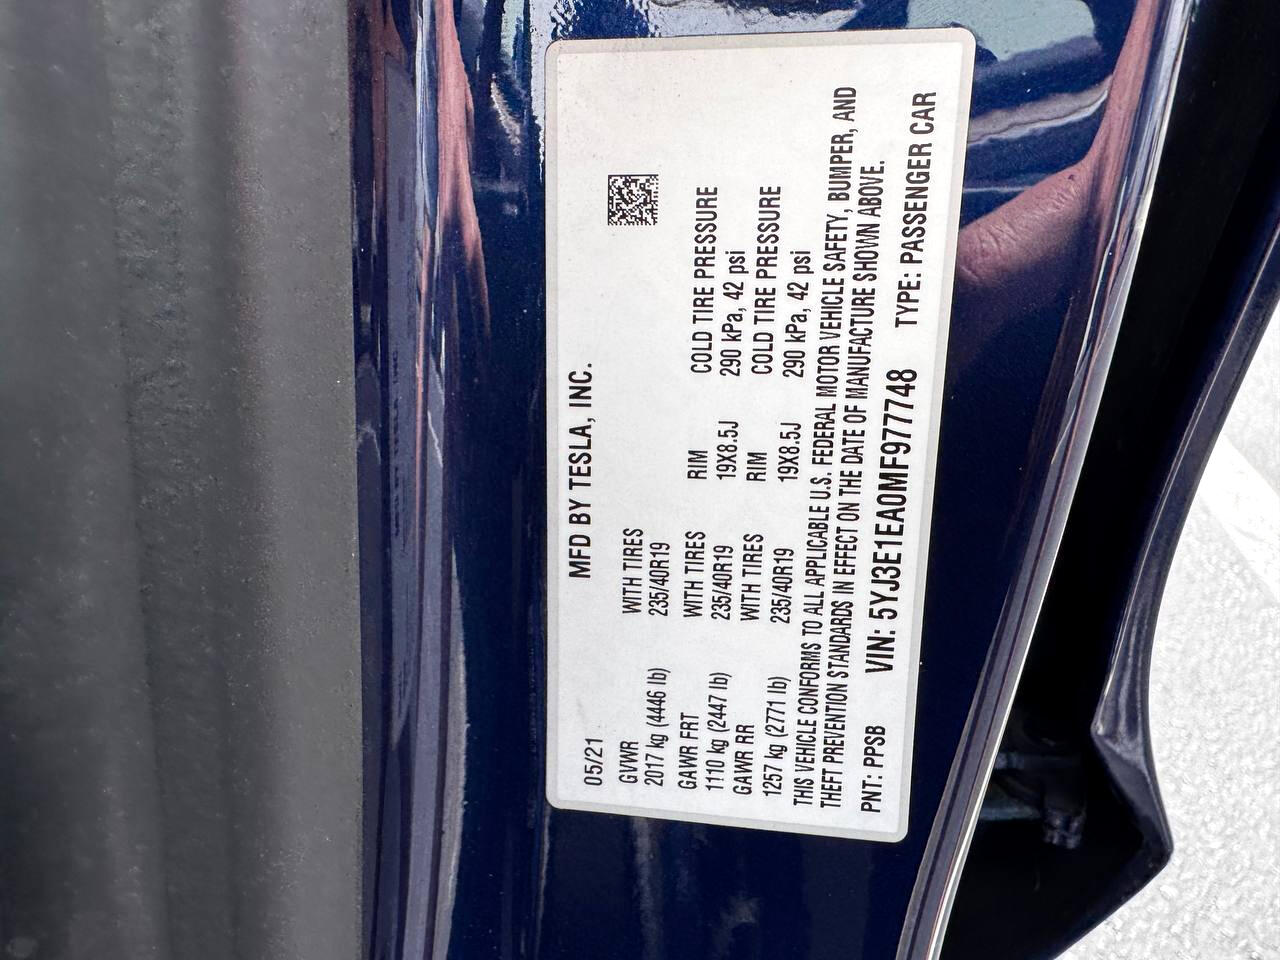 MFD BY TESLA, INC.
05/21
GVWR WITH TIRES
2017 kg (4446 lb) 235/40R19
GAWR FRT WITH TIRES RIM COLD TIRE PRESSURE
1110 kg (2447 lb) 235/40R19 19X8.5J 290 kPa, 42 psi
GAWR RR WITH TIRES RIM COLD TIRE PRESSURE
1257 kg (2771 lb) 235/40R19 19X8.5J 290 kPa, 42 psi
THIS VEHICLE CONFORMS TO ALL APPLICABLE U.S. FEDERAL MOTOR VEHICLE SAFETY, BUMPER, AND
THEFT PREVENTION STANDARDS IN EFFECT ON THE DATE OF MANUFACTURE SHOWN ABOVE.
PNT: PPSB VIN: 5YJ3E1EA0MF977748 TYPE: PASSENGER CAR